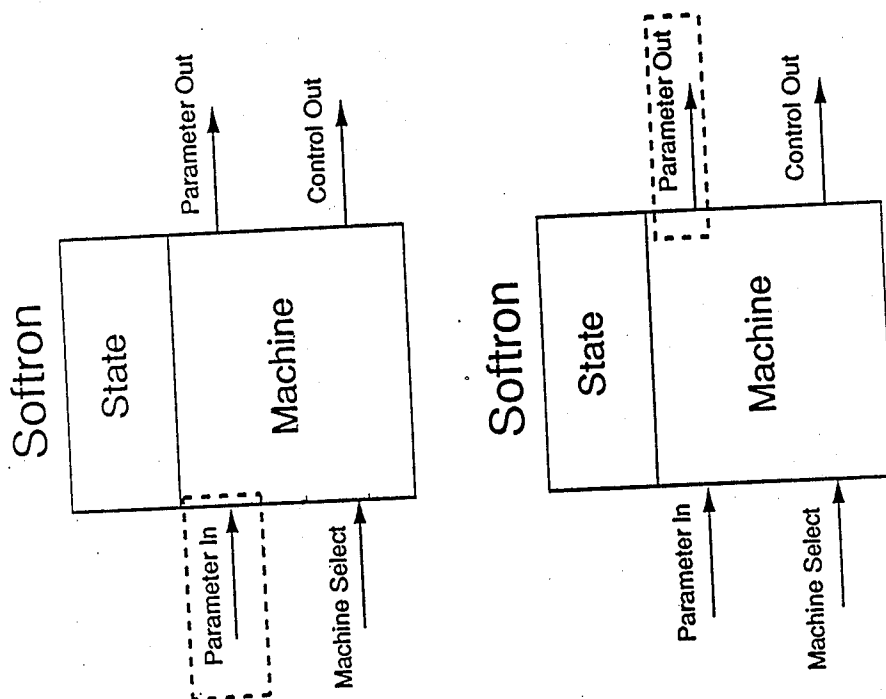 Softron
State
Parameter Out
Parameter In
Machine
Control Out
Machine Select
Softron
State
Parameter Out
Parameter In
Machine
Control Out
Machine Select